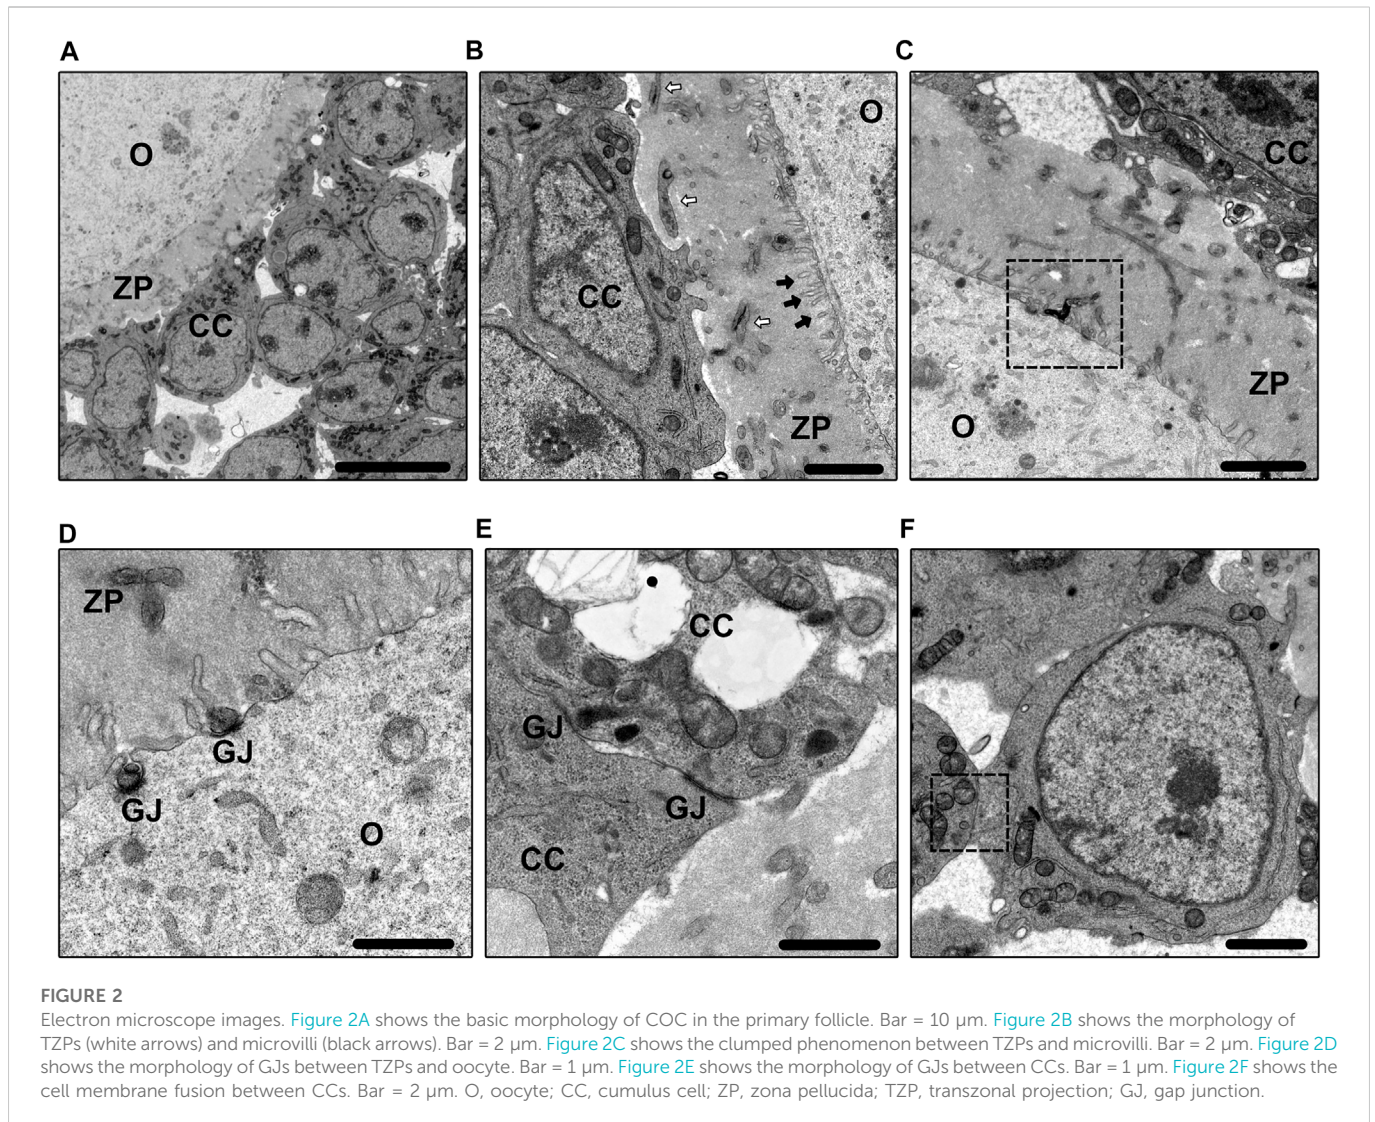 A
B
C
O
ZP
CC
CC
ZP
O
CC
ZP
O
D
E
F
ZP
GJ
GJ
O
CC
GJ
GJ
CC
FIGURE 2
Electron microscope images. Figure 2A shows the basic morphology of COC in the primary follicle. Bar = 10 µm. Figure 2B shows the morphology of
TZPs (white arrows) and microvilli (black arrows). Bar = 2 µm. Figure 2C shows the clumped phenomenon between TZPs and microvilli. Bar = 2 µm. Figure 2D
shows the morphology of GJs between TZPs and oocyte. Bar = 1 µm. Figure 2E shows the morphology of GJs between CCs. Bar = 1 µm. Figure 2F shows the
cell membrane fusion between CCs. Bar = 2 µm. O, oocyte; CC, cumulus cell; ZP, zona pellucida; TZP, transzonal projection; GJ, gap junction.